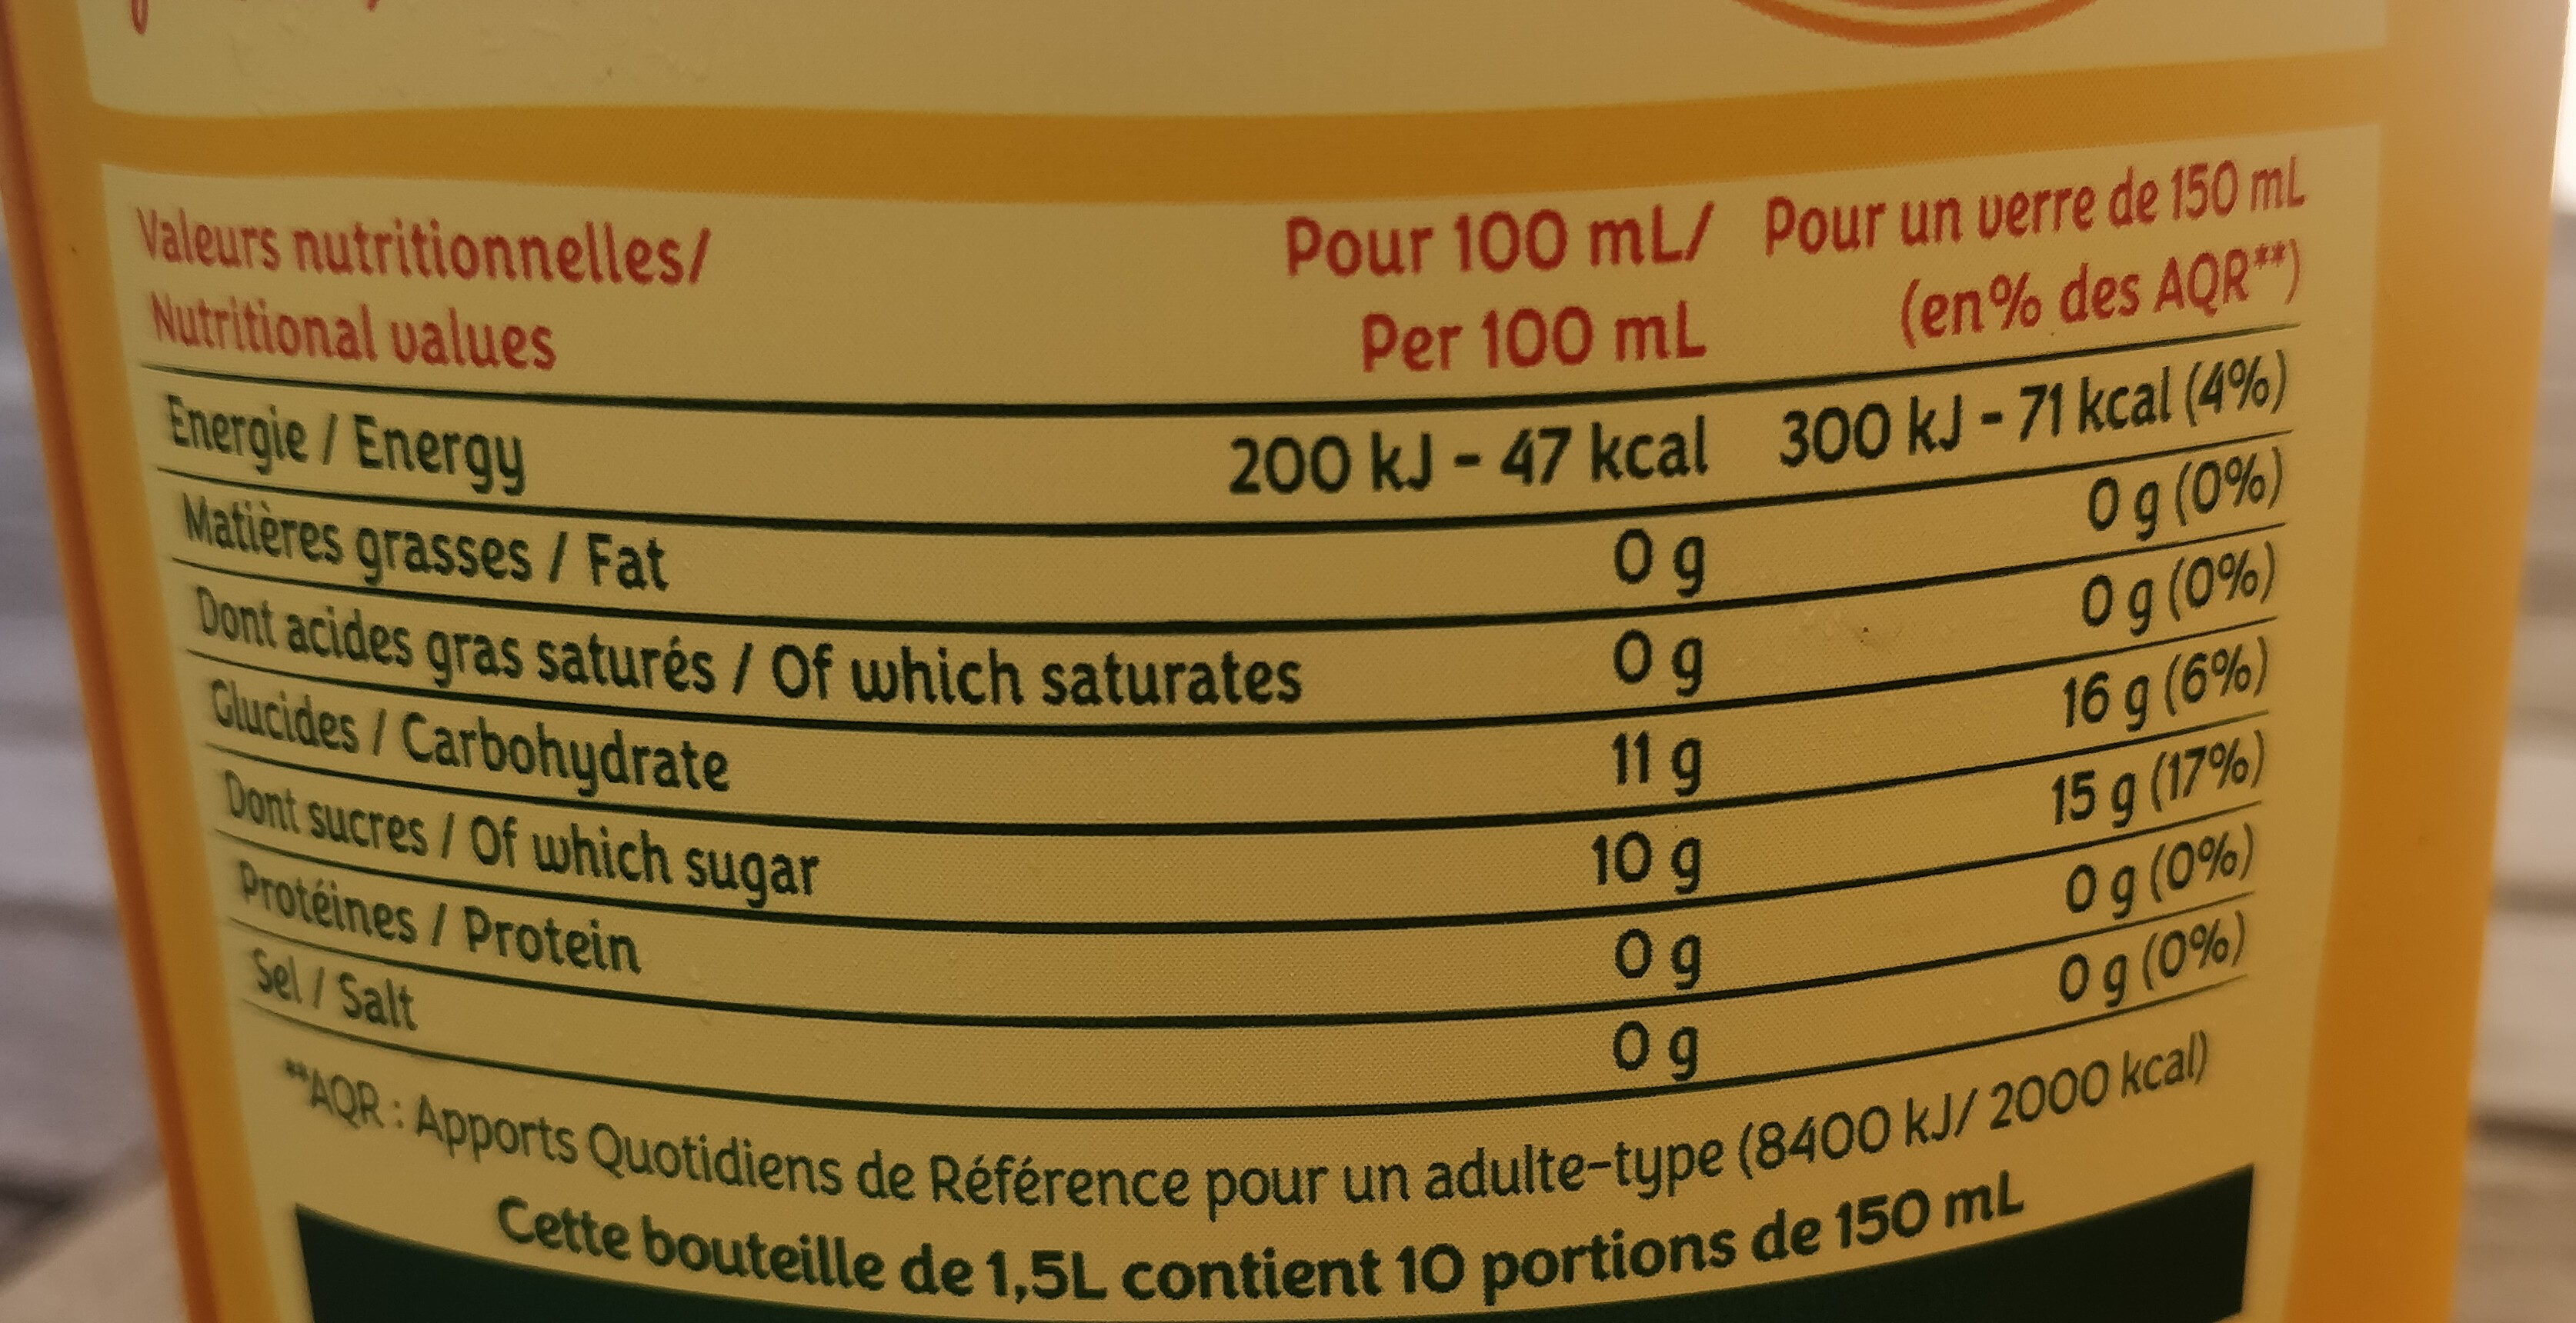 Valeurs nutritionnelles/ Pour 100 mL/ Pour un verre de 150 mL
Nutritional values Per 100 mL (en% des AQR**)
Energie / Energy 200 kJ - 47 kcal 300 kJ - 71 kcal (4%)
Matières grasses / Fat 0 g 0 g (0%)
Dont acides gras saturés / Of which saturates 0 g 0 g (0%)
Glucides / Carbohydrate 11 g 16 g (6%)
Dont sucres / Of which sugar 10 g 15 g (17%)
Protéines / Protein 0 g 0 g (0%)
Sel / Salt 0 g 0 g (0%)
**AQR : Apports Quotidiens de Référence pour un adulte-type (8400 kJ/ 2000 kcal)
Cette bouteille de 1,5L contient 10 portions de 150 mL